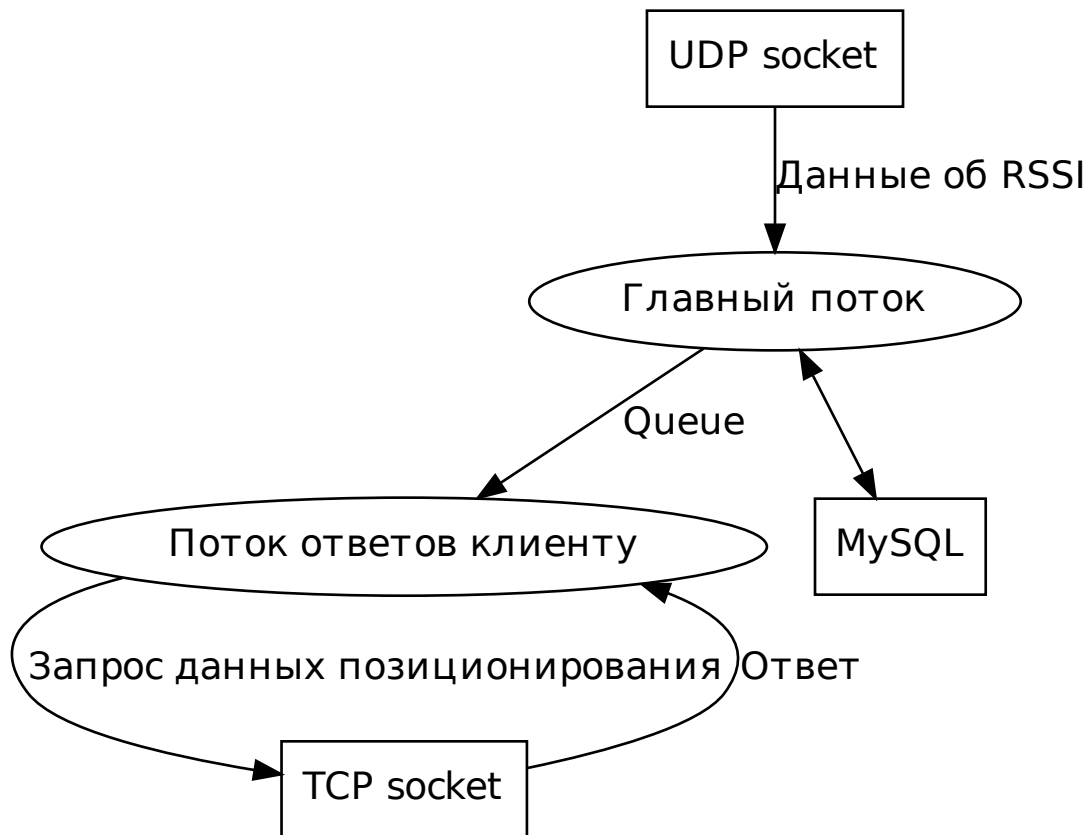 UDP socket
Данные об RSSI
Главный поток
Queue
Поток ответов клиенту
MySQL
Запрос данных позиционирования
Ответ
TCP socket